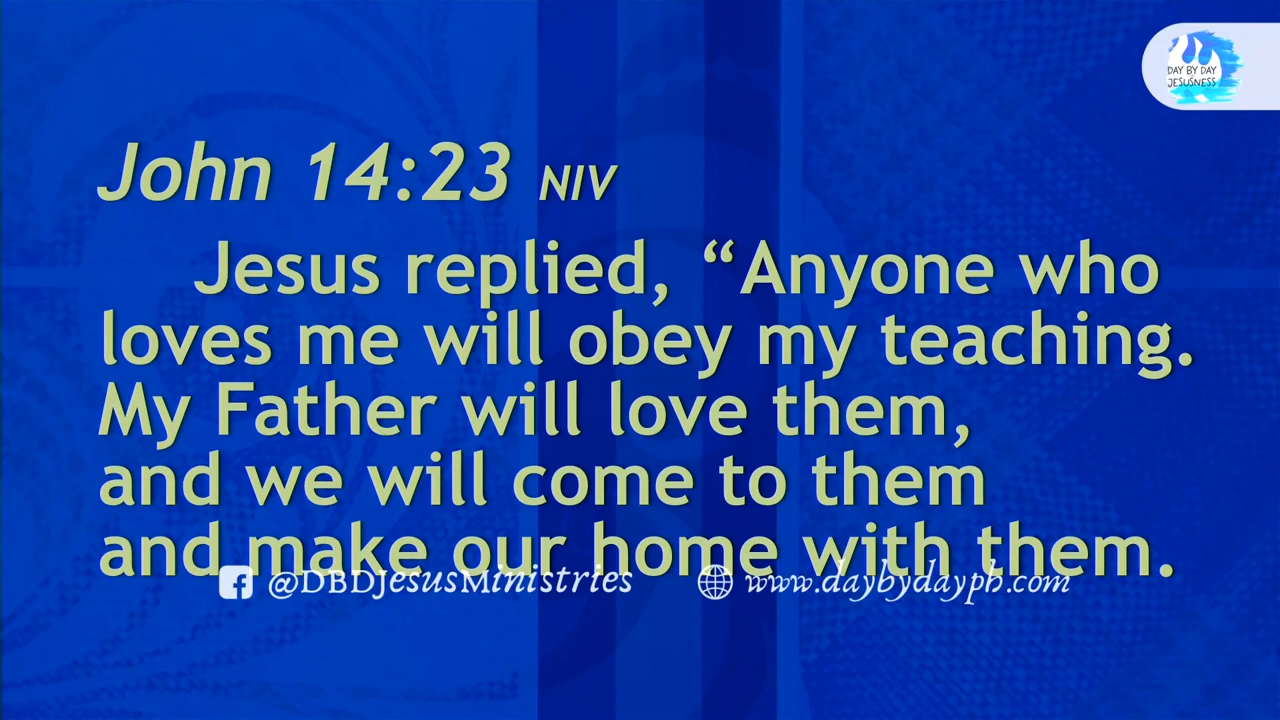 DAY BY DAY
JESUSNESS
John 14:23 NIV
Jesus replied, “Anyone who
loves me will obey my teaching.
My Father will love them,
and we will come to them
and make our home with them.
@DBDJesusMinistries www.daybydayph.com